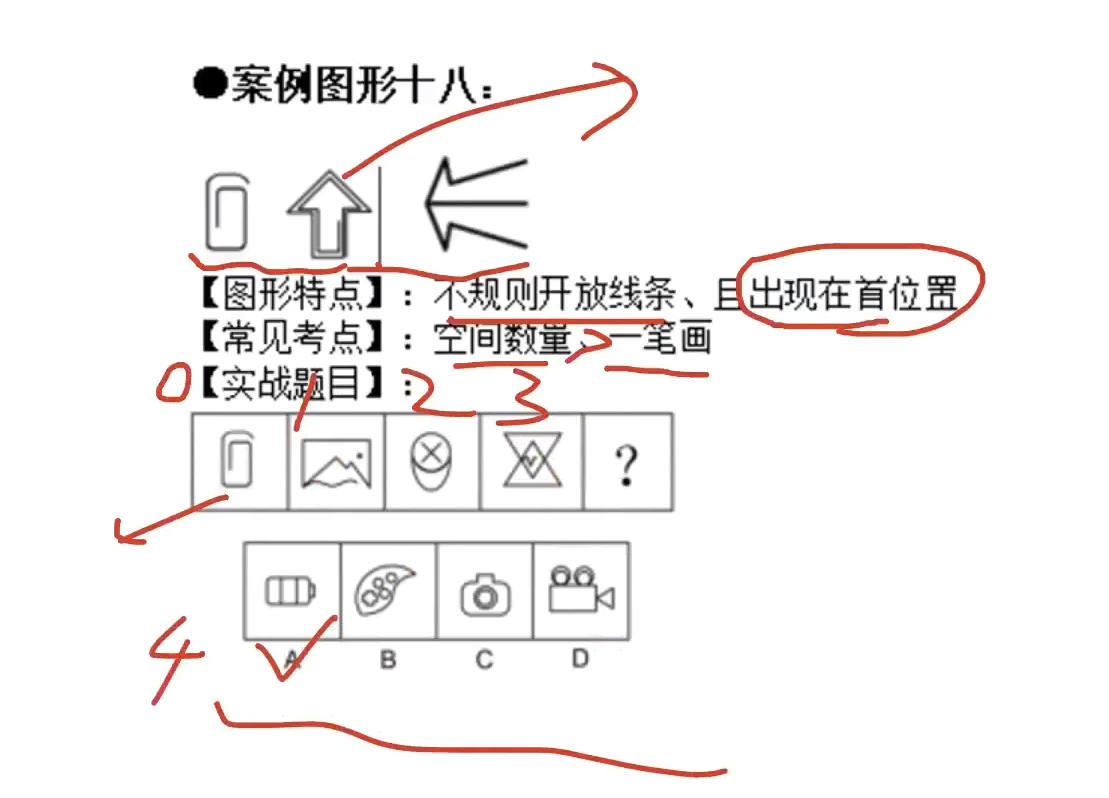 ●案例图形十八：
【图形特点】：不规则开放线条、且出现在首位置
【常见考点】：空间数量、一笔画
0【实战题目】：1 2 3
?
4
A B C D